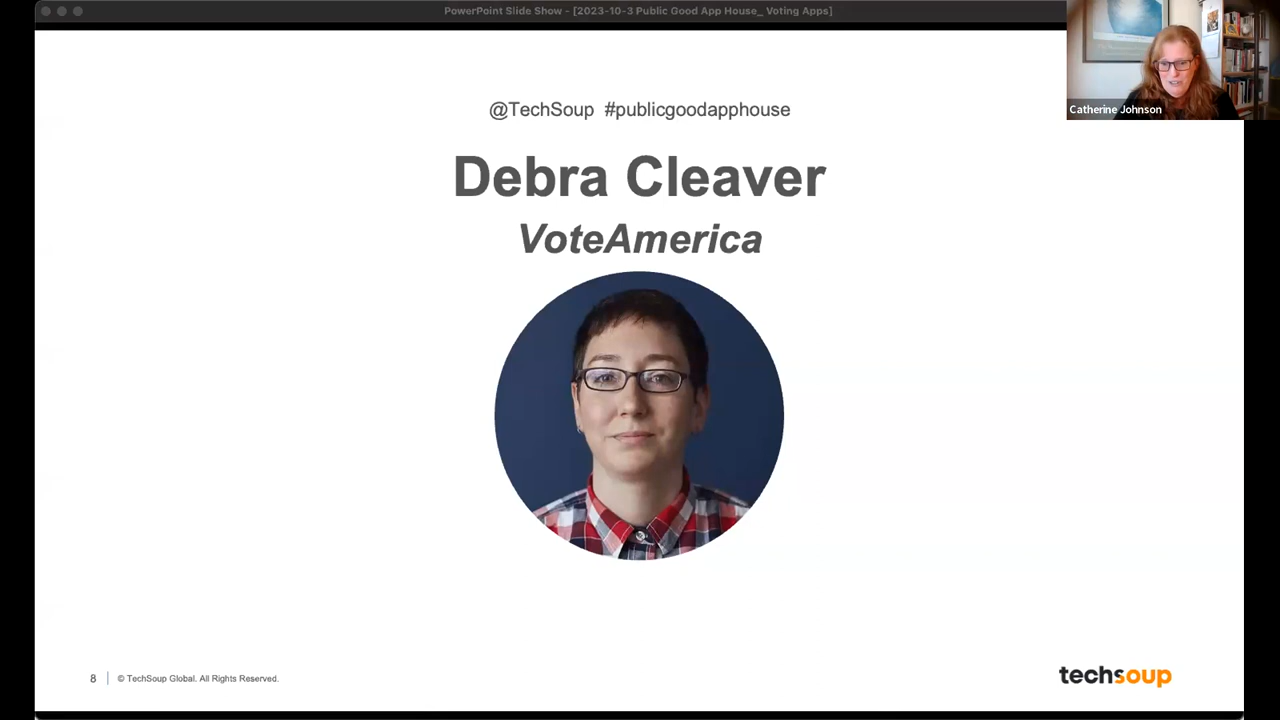 PowerPoint Slide Show - [2023-10-3 Public Good App House_ Voting Apps]
Catherine Johnson
@TechSoup #publicgoodapphouse
Debra Cleaver
VoteAmerica
8 © TechSoup Global. All Rights Reserved.
techsoup